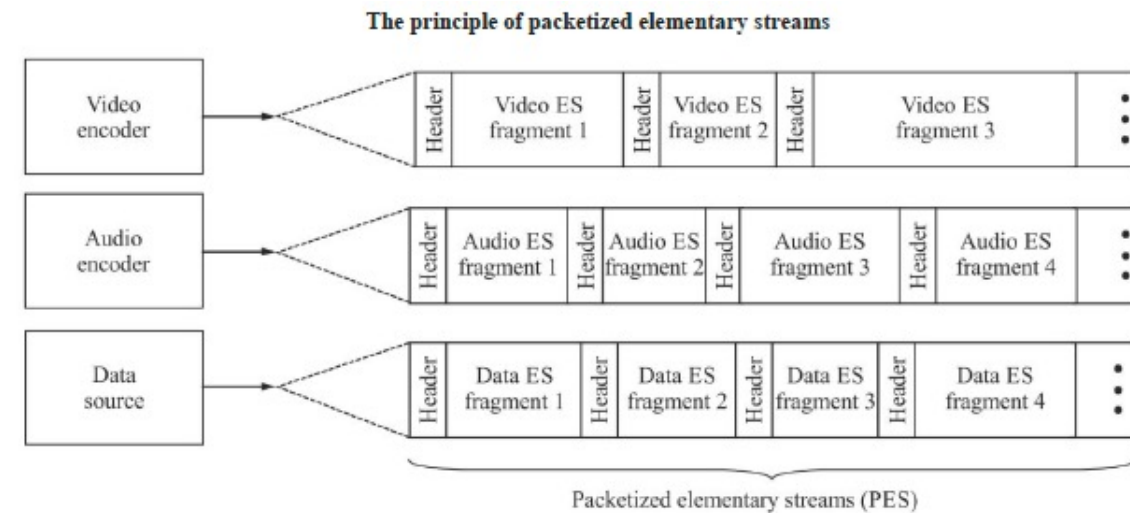 The principle of packetized elementary streams
Video
encoder
Header
Video ES
fragment 1
Header
Video ES
fragment 2
Header
Video ES
fragment 3
Audio
encoder
Header
Audio ES
fragment 1
Header
Audio ES
fragment 2
Header
Audio ES
fragment 3
Header
Audio ES
fragment 4
Data
source
Header
Data ES
fragment 1
Header
Data ES
fragment 2
Header
Data ES
fragment 3
Header
Data ES
fragment 4
Packetized elementary streams (PES)